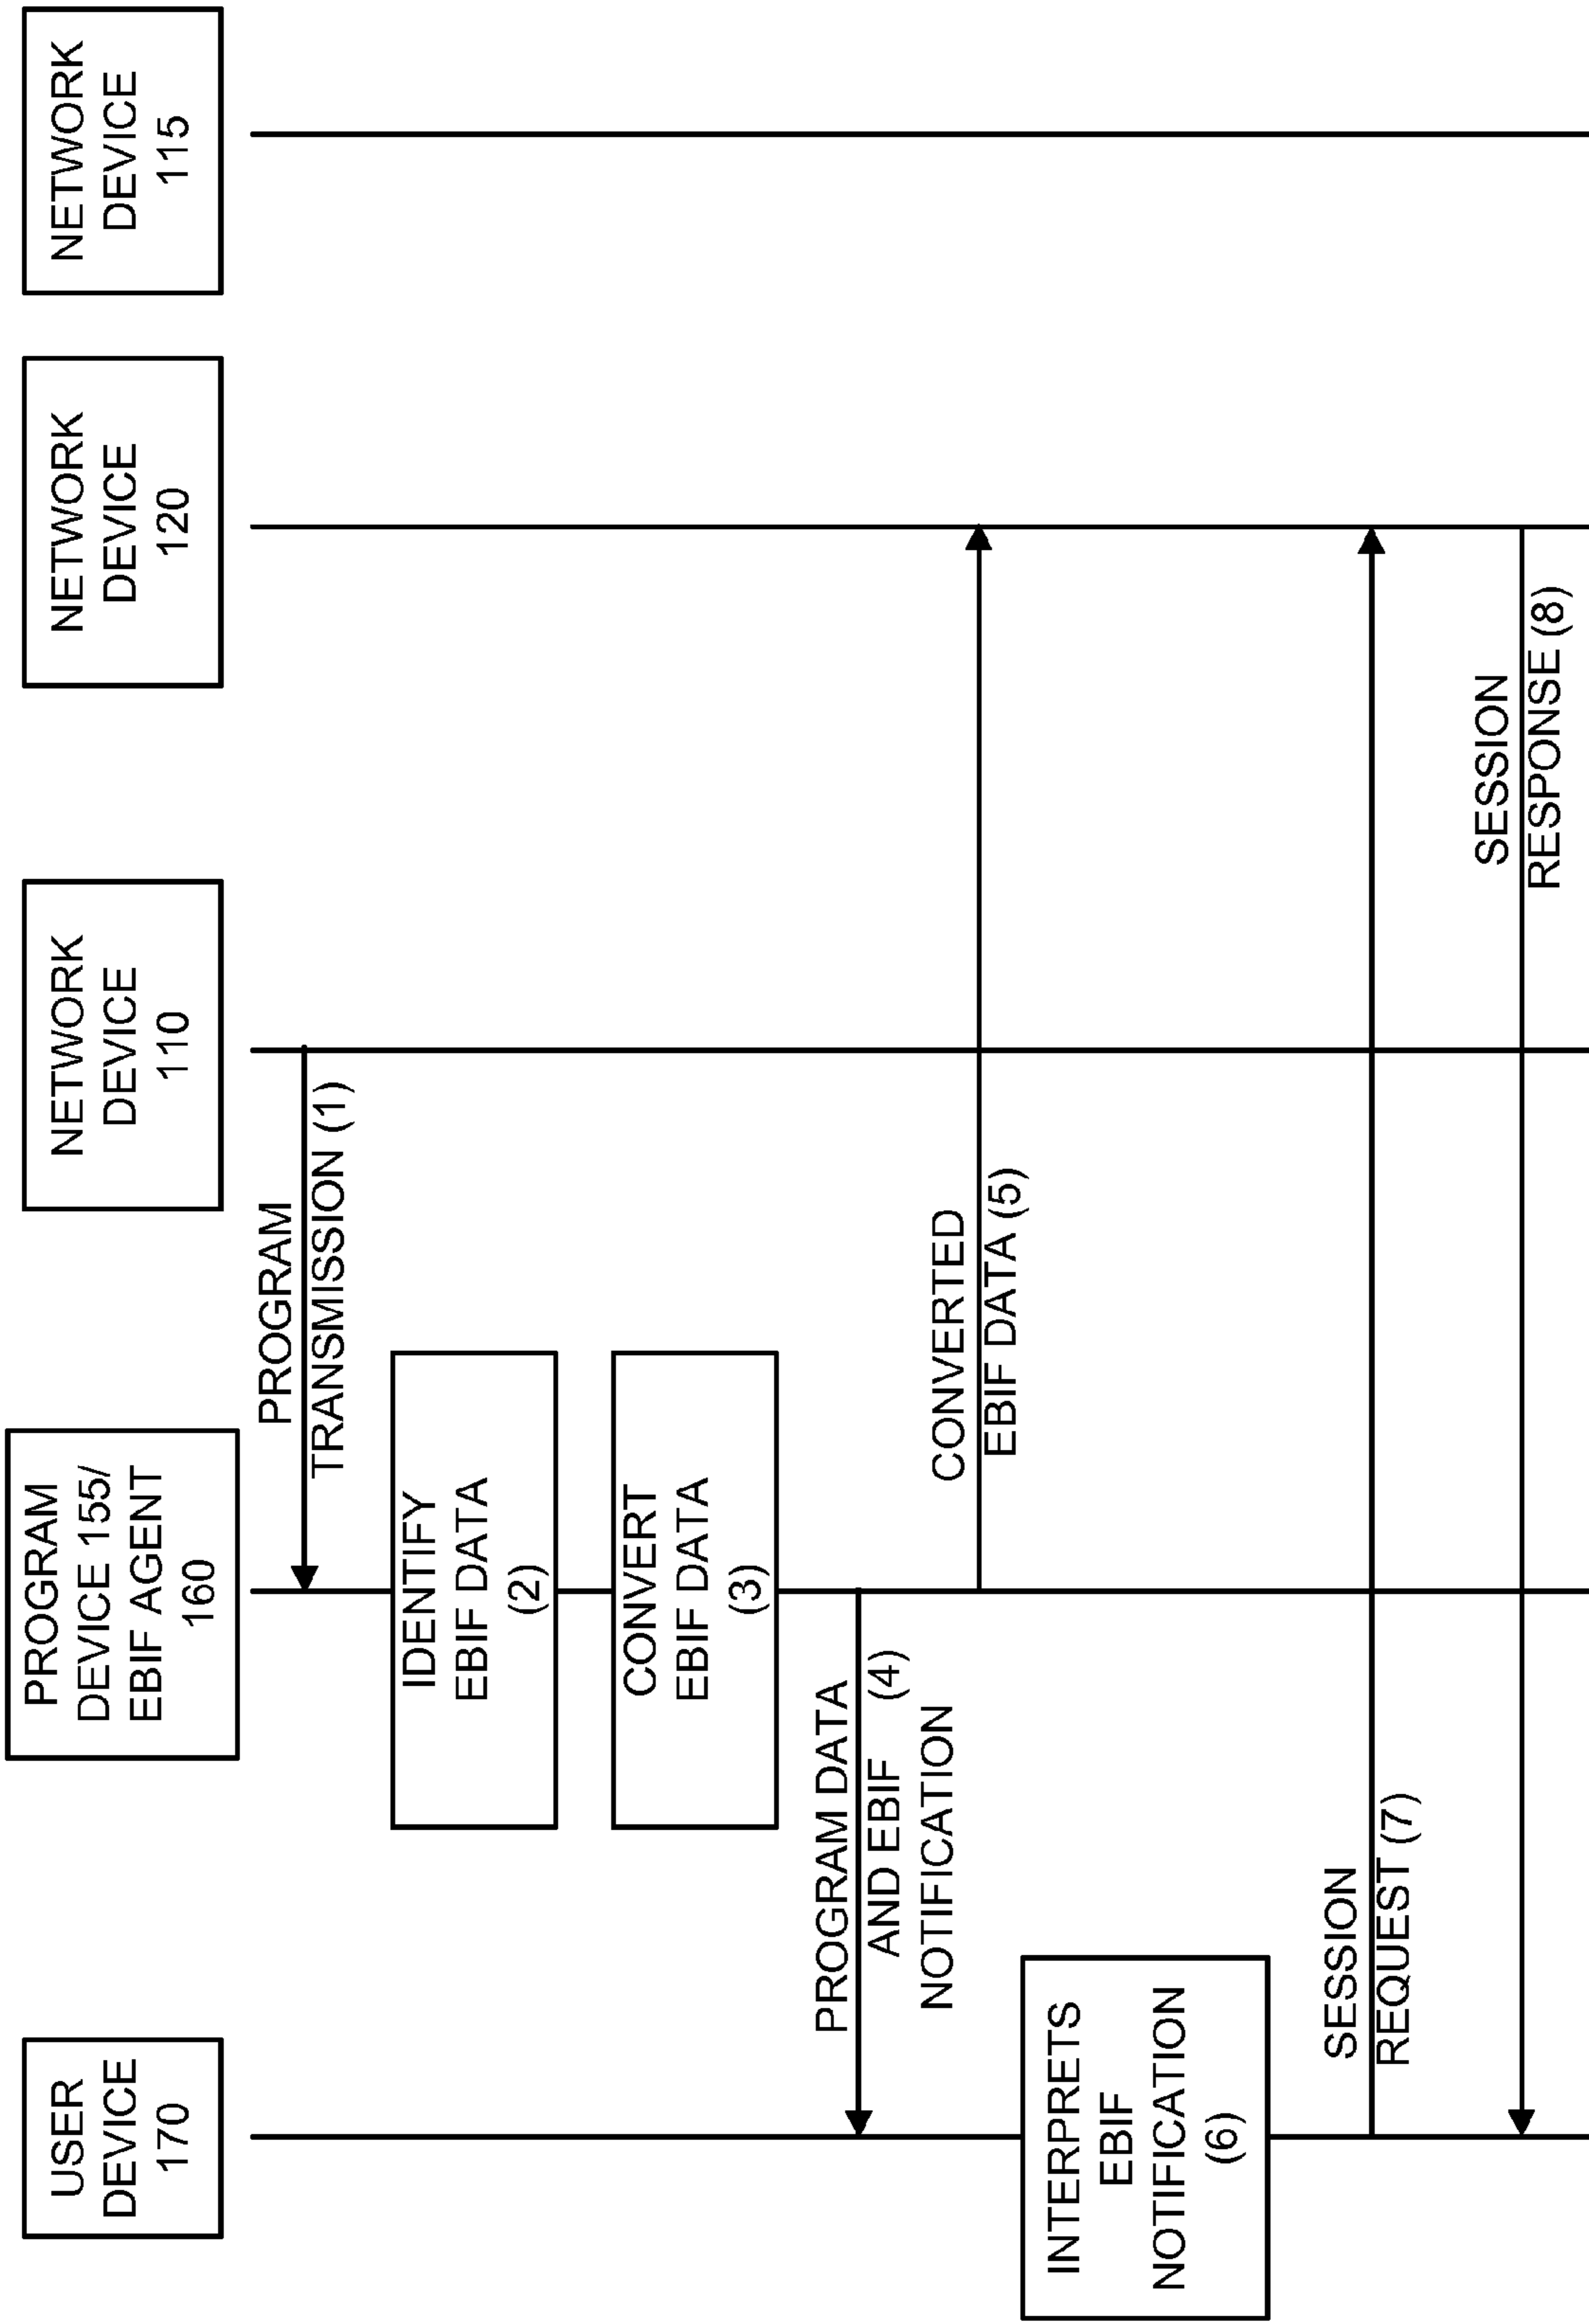 USER
DEVICE
170
PROGRAM
DEVICE 155/
EBIF AGENT
160
NETWORK
DEVICE
110
NETWORK
DEVICE
120
NETWORK
DEVICE
115
PROGRAM
TRANSMISSION (1)
IDENTIFY
EBIF DATA
(2)
CONVERT
EBIF DATA
(3)
PROGRAM DATA
AND EBIF (4)
NOTIFICATION
CONVERTED
EBIF DATA (5)
INTERPRETS
EBIF
NOTIFICATION
(6)
SESSION
REQUEST (7)
SESSION
RESPONSE (8)